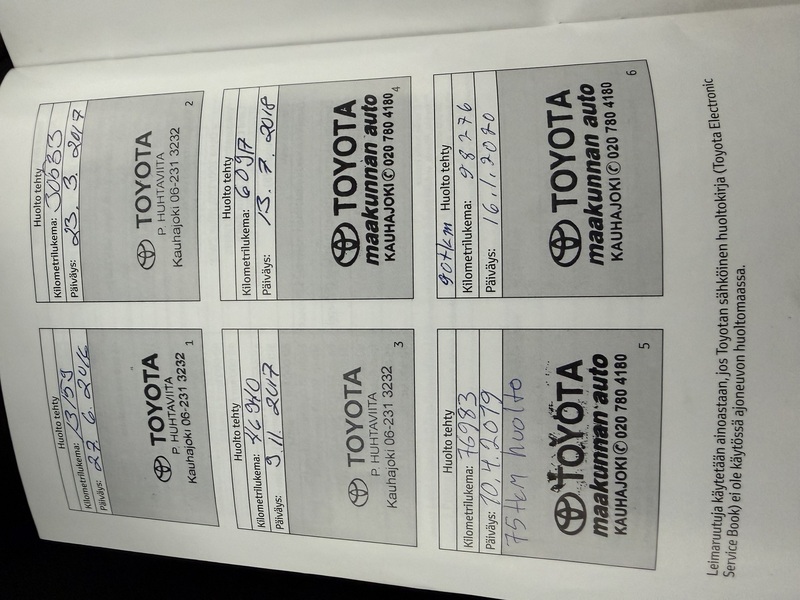 Huolto tehty
Kilometrilukema: 13159
Päiväys: 27. 6. 2016
TOYOTA
P. HUHTAVIITA
Kauhajoki 06-231 3232
1
Huolto tehty
Kilometrilukema: 30633
Päiväys: 23. 3. 2017
TOYOTA
P. HUHTAVIITA
Kauhajoki 06-231 3232
2
Huolto tehty
Kilometrilukema:
Päiväys: 9. 11. 2017
TOYOTA
P. HUHTAVIITA
Kauhajoki 06-231 3232
3
Huolto tehty
Kilometrilukema:
Päiväys: 13. 7. 2018
TOYOTA
maakunnan auto
KAUHAJOKI ✆ 020 780 4180
4
Huolto tehty
Kilometrilukema: 76983
Päiväys: 10.4.2019
75tkm huolto
TOYOTA
maakunnan auto
KAUHAJOKI ✆ 020 780 4180
5
90tkm Huolto tehty
Kilometrilukema: 98276
Päiväys: 16.1.2020
TOYOTA
maakunnan auto
KAUHAJOKI ✆ 020 780 4180
6
Leimaruutuja käytetään ainoastaan, jos Toyotan sähköinen huoltokirja (Toyota Electronic
Service Book) ei ole käytössä ajoneuvon huoltomaassa.